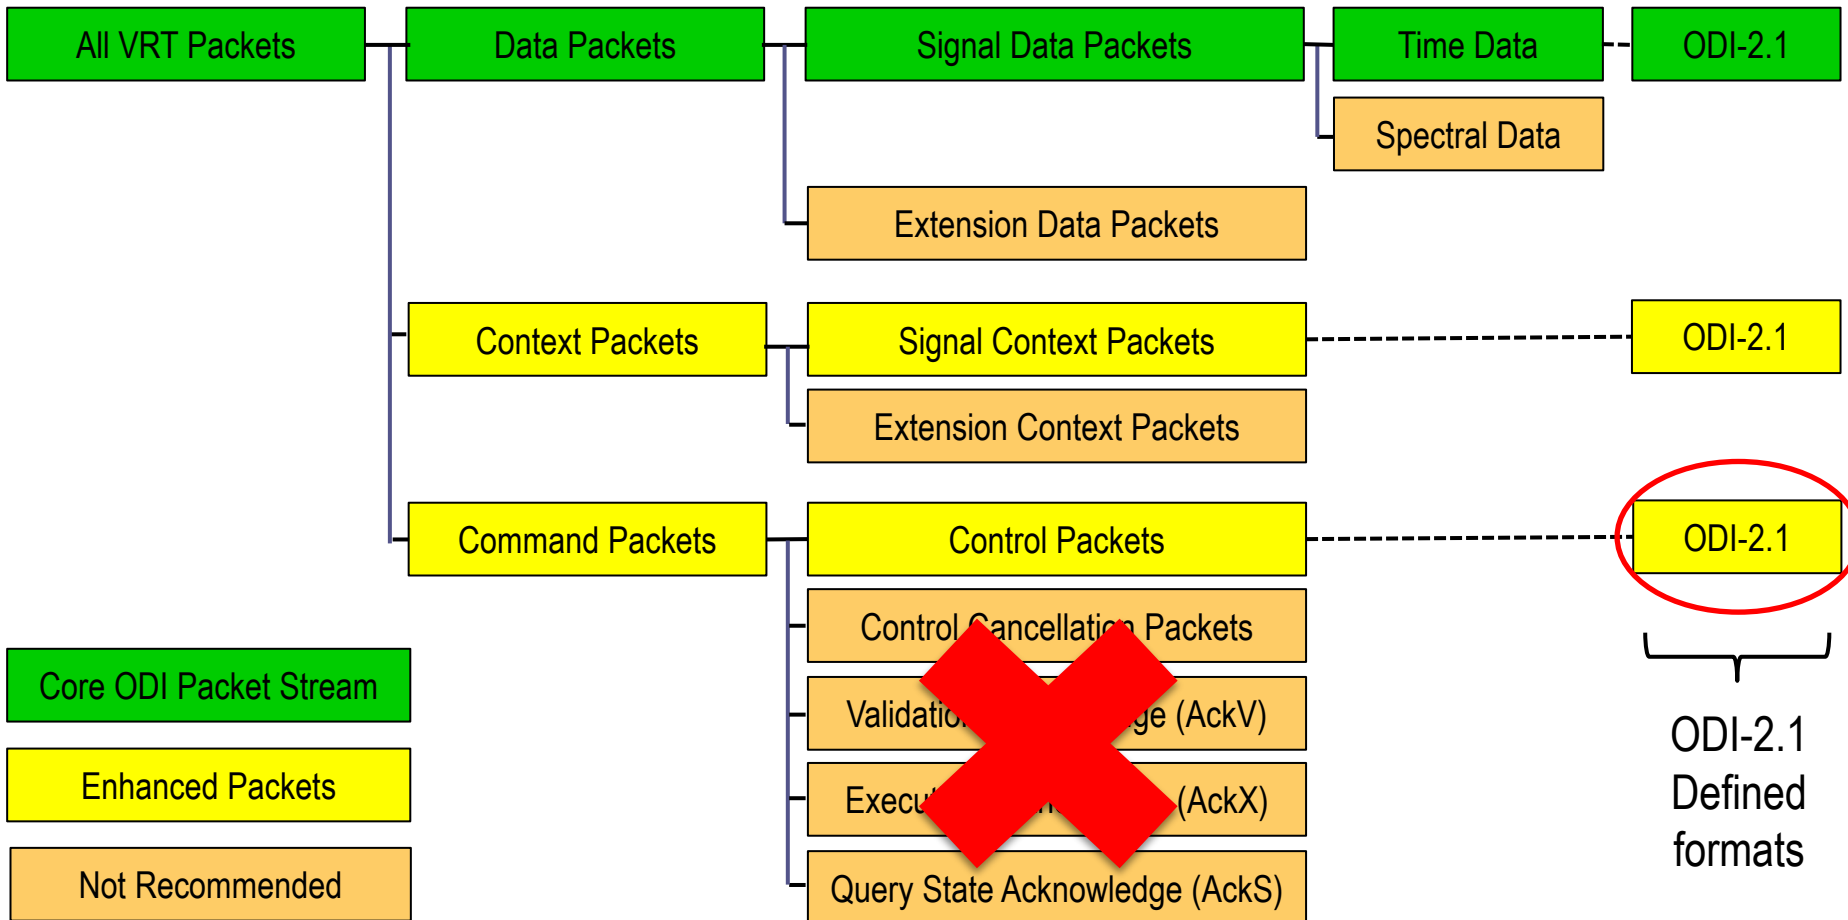 All VRT Packets
Data Packets
Signal Data Packets
Time Data
ODI-2.1
Spectral Data
Extension Data Packets
Context Packets
Signal Context Packets
ODI-2.1
Extension Context Packets
Command Packets
Control Packets
ODI-2.1
Control Cancellation Packets
(AckV)
(AckX)
Query State Acknowledge (AckS)
Core ODI Packet Stream
Enhanced Packets
Not Recommended
ODI-2.1
Defined
formats